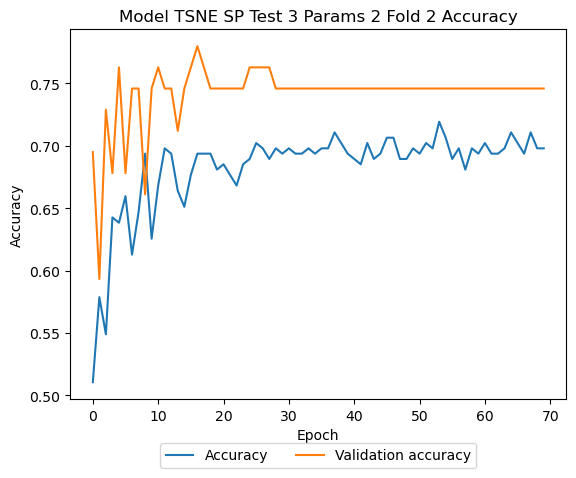 Model TSNE SP Test 3 Params 2 Fold 2 Accuracy
Accuracy
0.75
0.70
0.65
0.60
0.55
0.50
0 10 20 30 40 50 60 70
Epoch
Accuracy Validation accuracy